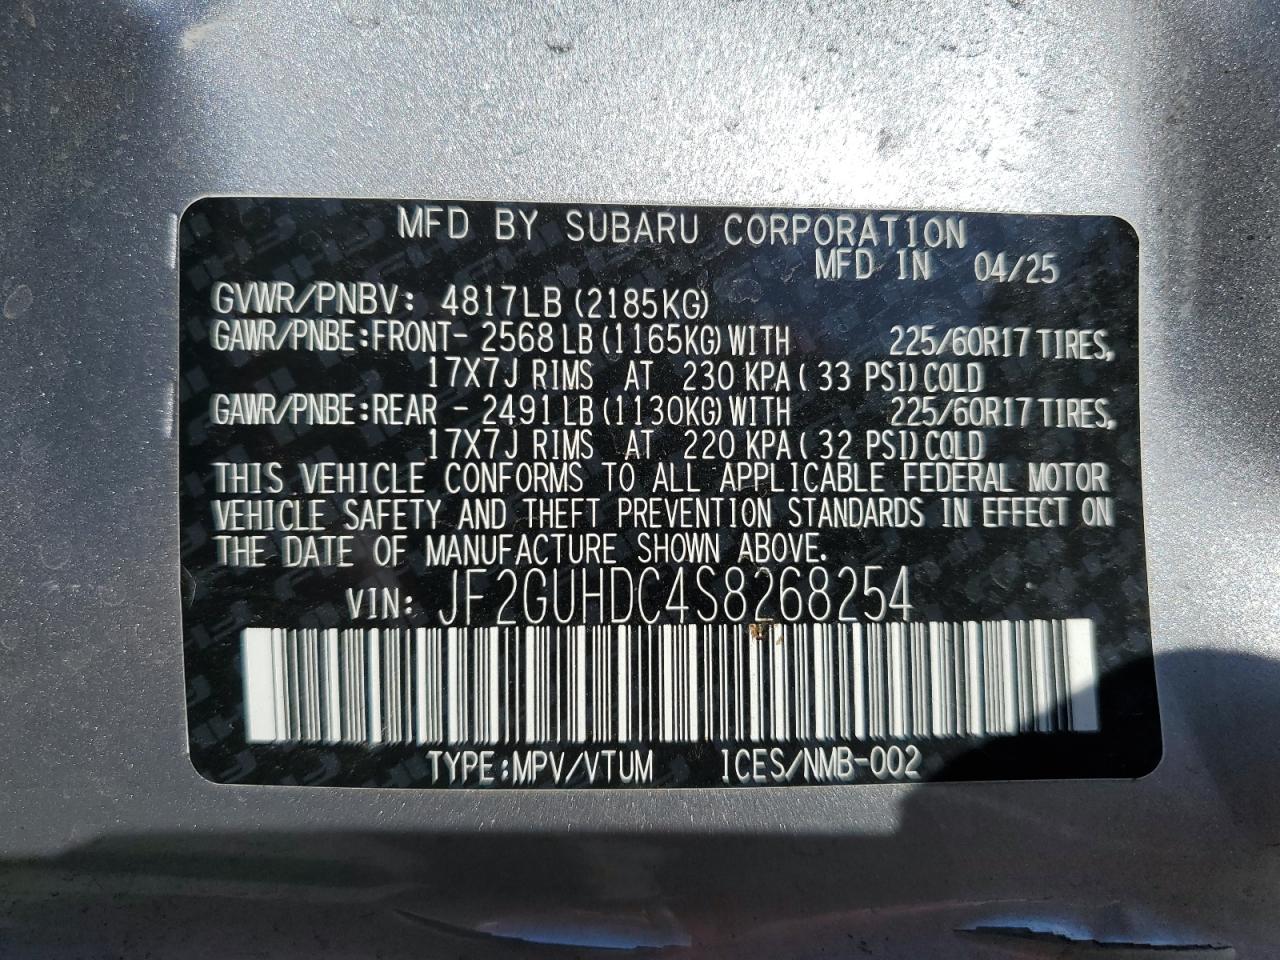 MFD BY SUBARU CORPORATION
MFD IN 04/25
GVWR/PNBV: 4817LB (2185KG)
GAWR/PNBE:FRONT- 2568 LB (1165KG) WITH 225/60R17 TIRES,
17X7J RIMS AT 230 KPA ( 33 PSI) COLD
GAWR/PNBE:REAR - 2491 LB (1130KG) WITH 225/60R17 TIRES,
17X7J RIMS AT 220 KPA ( 32 PSI) COLD
THIS VEHICLE CONFORMS TO ALL APPLICABLE FEDERAL MOTOR
VEHICLE SAFETY AND THEFT PREVENTION STANDARDS IN EFFECT ON
THE DATE OF MANUFACTURE SHOWN ABOVE.
VIN: JF2GUHDC4S8268254
TYPE:MPV/VTUM ICES/NMB-002